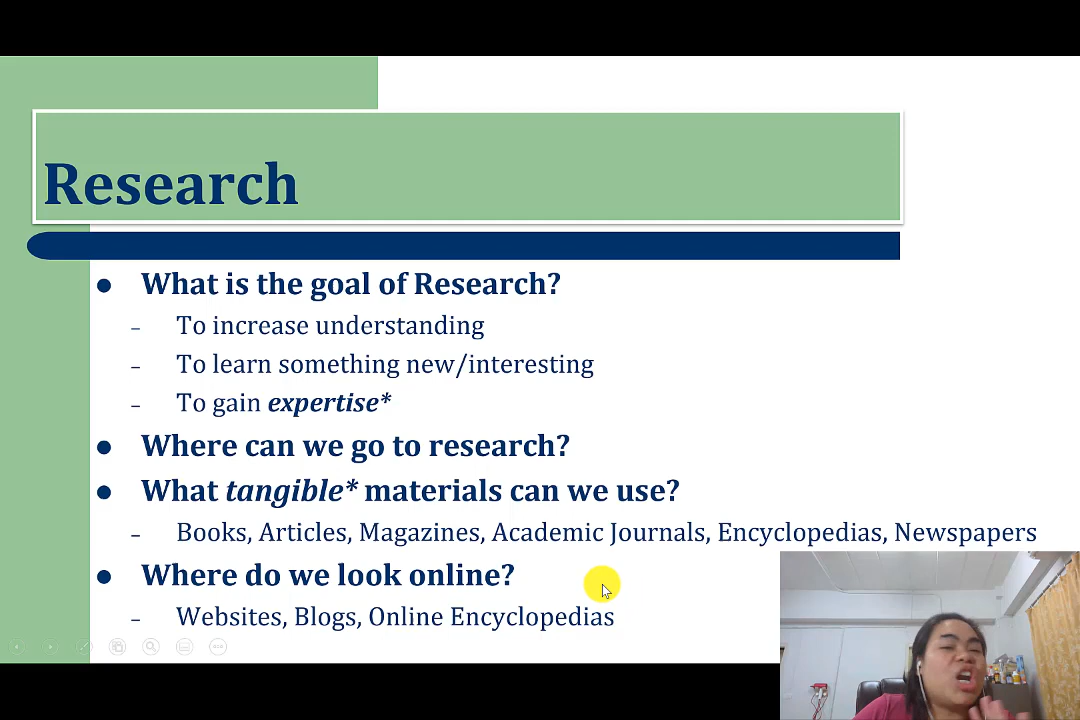 Research
What is the goal of Research?
To increase understanding
To learn something new/interesting
To gain expertise*
Where can we go to research?
What tangible* materials can we use?
Books, Articles, Magazines, Academic Journals, Encyclopedias, Newspapers
Where do we look online?
Websites, Blogs, Online Encyclopedias